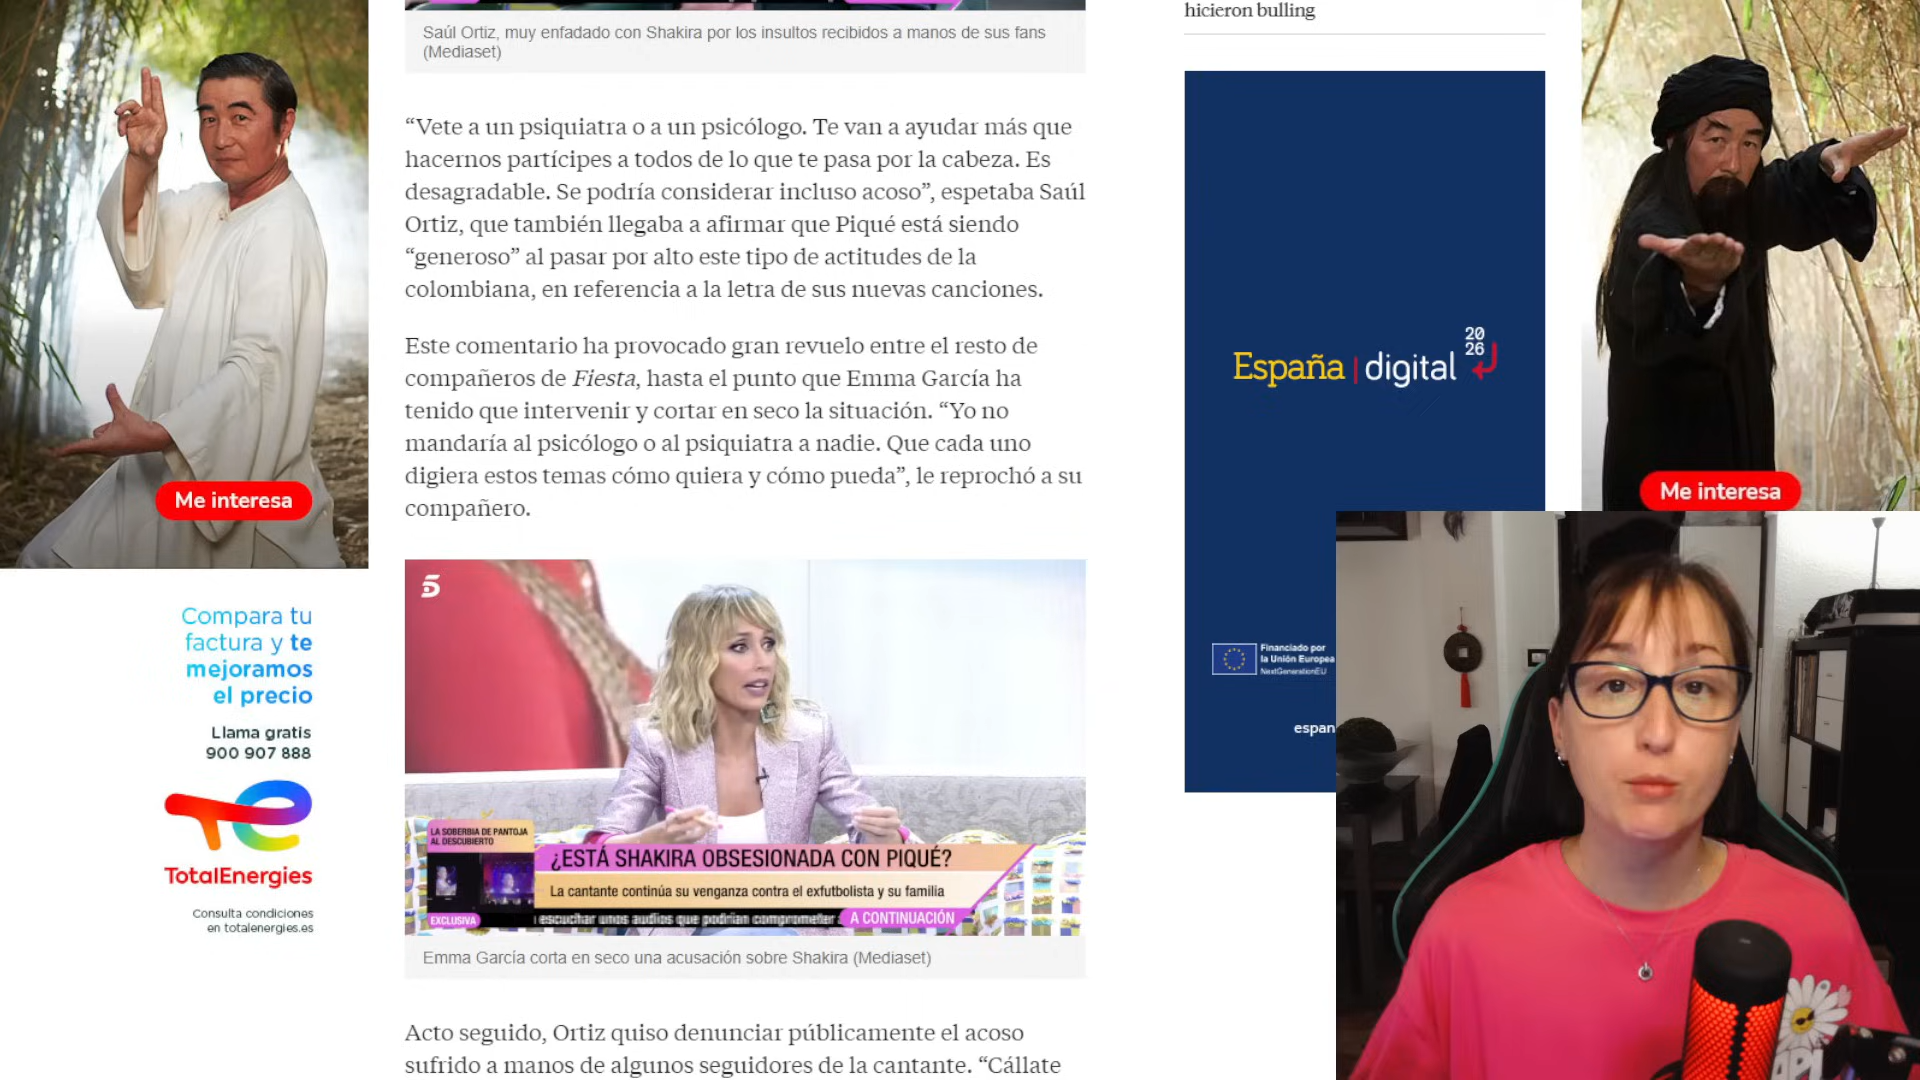 Saúl Ortiz, muy enfadado con Shakira por los insultos recibidos a manos de sus fans
(Mediaset)
“Vete a un psiquiatra o a un psicólogo. Te van a ayudar más que
hacernos partícipes a todos de lo que te pasa por la cabeza. Es
desagradable. Se podría considerar incluso acoso”, espetaba Saúl
Ortiz, que también llegaba a afirmar que Piqué está siendo
“generoso” al pasar por alto este tipo de actitudes de la
colombiana, en referencia a la letra de sus nuevas canciones.
Este comentario ha provocado gran revuelo entre el resto de
compañeros de Fiesta, hasta el punto que Emma García ha
tenido que intervenir y cortar en seco la situación. “Yo no
mandaría al psicólogo o al psiquiatra a nadie. Que cada uno
digiera estos temas cómo quiera y cómo pueda”, le reprochó a su
compañero.
5
LA SOBERBIA DE PANTOJA
AL DESCUBIERTO
¿ESTÁ SHAKIRA OBSESIONADA CON PIQUÉ?
La cantante continúa su venganza contra el exfutbolista y su familia
EXCLUSIVA
escuchar unos audios que podrían comprometer
A CONTINUACIÓN
Emma García corta en seco una acusación sobre Shakira (Mediaset)
Acto seguido, Ortiz quiso denunciar públicamente el acoso
sufrido a manos de algunos seguidores de la cantante. “Cállate
Me interesa
Compara tu
factura y te
mejoramos
el precio
Llama gratis
900 907 888
TotalEnergies
Consulta condiciones
en totalenergies.es
hicieron bulling
España | digital 20
26
Financiado por
la Unión Europea
NextGenerationEU
espan
Me interesa